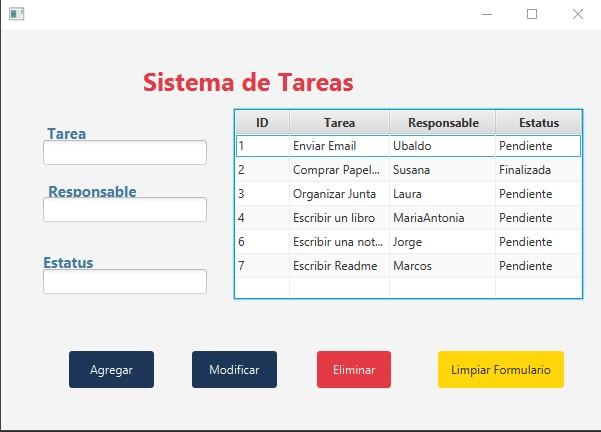 Sistema de Tareas
Tarea
Responsable
Estatus
ID Tarea Responsable Estatus
1 Enviar Email Ubaldo Pendiente
2 Comprar Papel... Susana Finalizada
3 Organizar Junta Laura Pendiente
4 Escribir un libro MariaAntonia Pendiente
6 Escribir una not... Jorge Pendiente
7 Escribir Readme Marcos Pendiente
Agregar Modificar Eliminar Limpiar Formulario